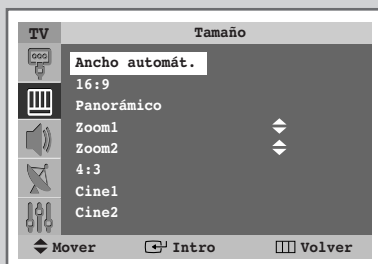 TV
Tamaño
Ancho automát.
16:9
Panorámico
Zoom1
Zoom2
4:3
Cine1
Cine2
Mover Intro Volver